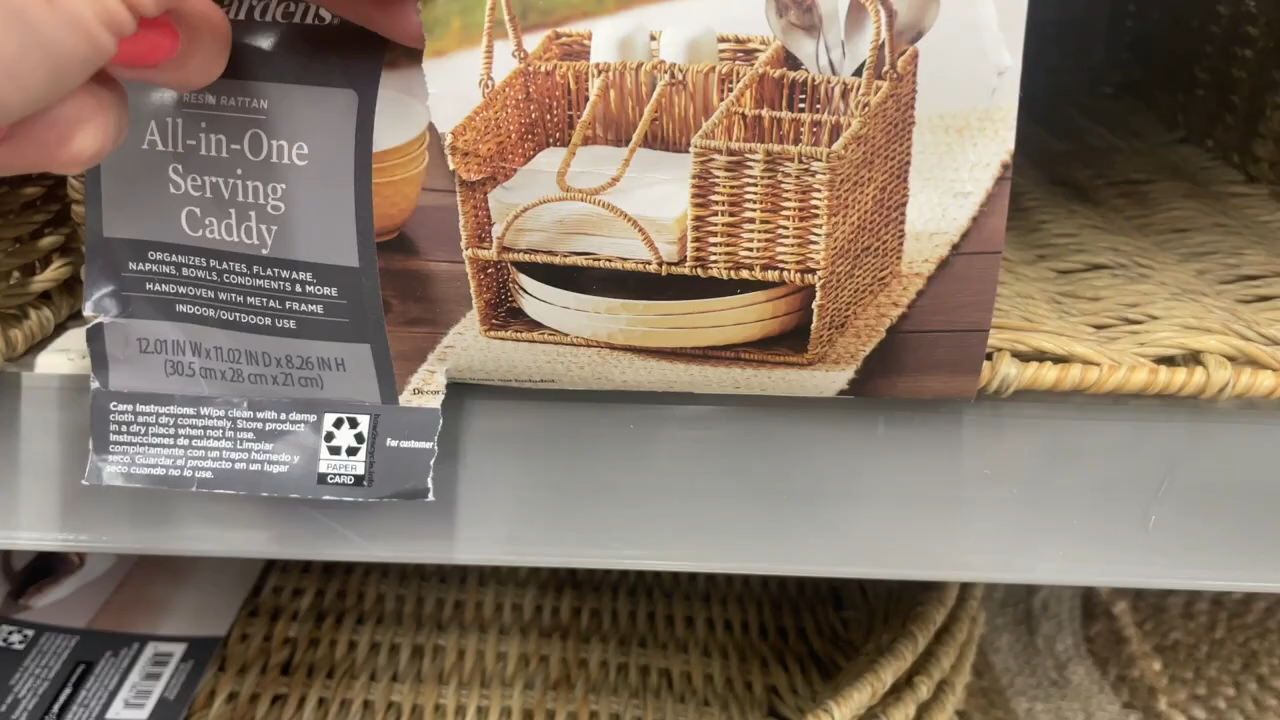 RESIN RATTAN
All-in-One
Serving
Caddy
ORGANIZES PLATES, FLATWARE,
NAPKINS, BOWLS, CONDIMENTS & MORE
HANDWOVEN WITH METAL FRAME
INDOOR/OUTDOOR USE
12.01 IN W x 11.02 IN D x 8.26 IN H
(30.5 cm x 28 cm x 21 cm)
Care Instructions: Wipe clean with a damp
cloth and dry completely. Store product
in a dry place when not in use.
Instrucciones de cuidado: Limpiar
completamente con un trapo húmedo y
seco. Guardar el producto en un lugar
seco cuando no lo use.
PAPER
CARD
how2recycle.info
For customer